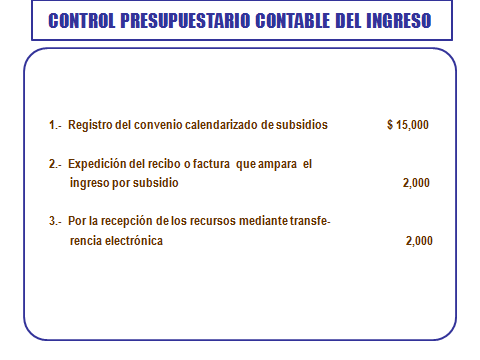 CONTROL PRESUPUESTARIO CONTABLE DEL INGRESO
1.- Registro del convenio calendarizado de subsidios $ 15,000
2.- Expedición del recibo o factura que ampara el
ingreso por subsidio 2,000
3.- Por la recepción de los recursos mediante transfe-
rencia electrónica 2,000